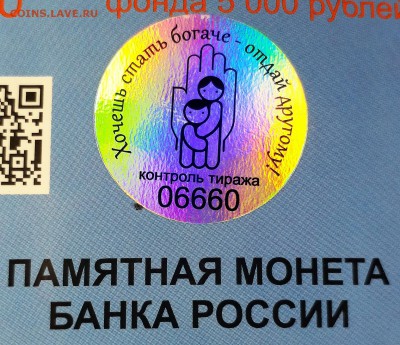 COINS.LAVE.RU
0 фонда 5 000 рублей
Хочешь стать богаче - отдай другому!
контроль тиража
06660
ПАМЯТНАЯ МОНЕТА
БАНКА РОССИИ